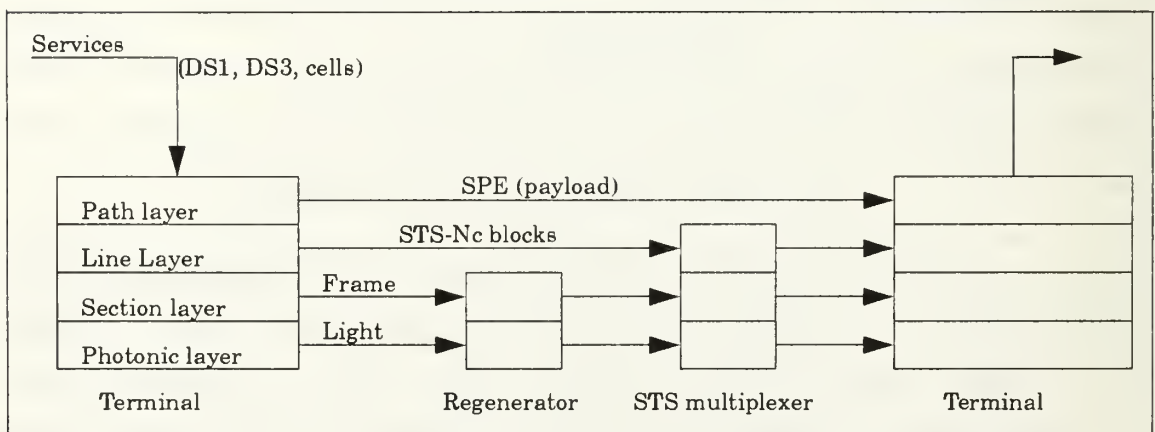 Services
(DS1, DS3, cells)
SPE (payload)
Path layer
STS-Nc blocks
Line Layer
Frame
Section layer
Light
Photonic layer
Terminal
Regenerator
STS multiplexer
Terminal